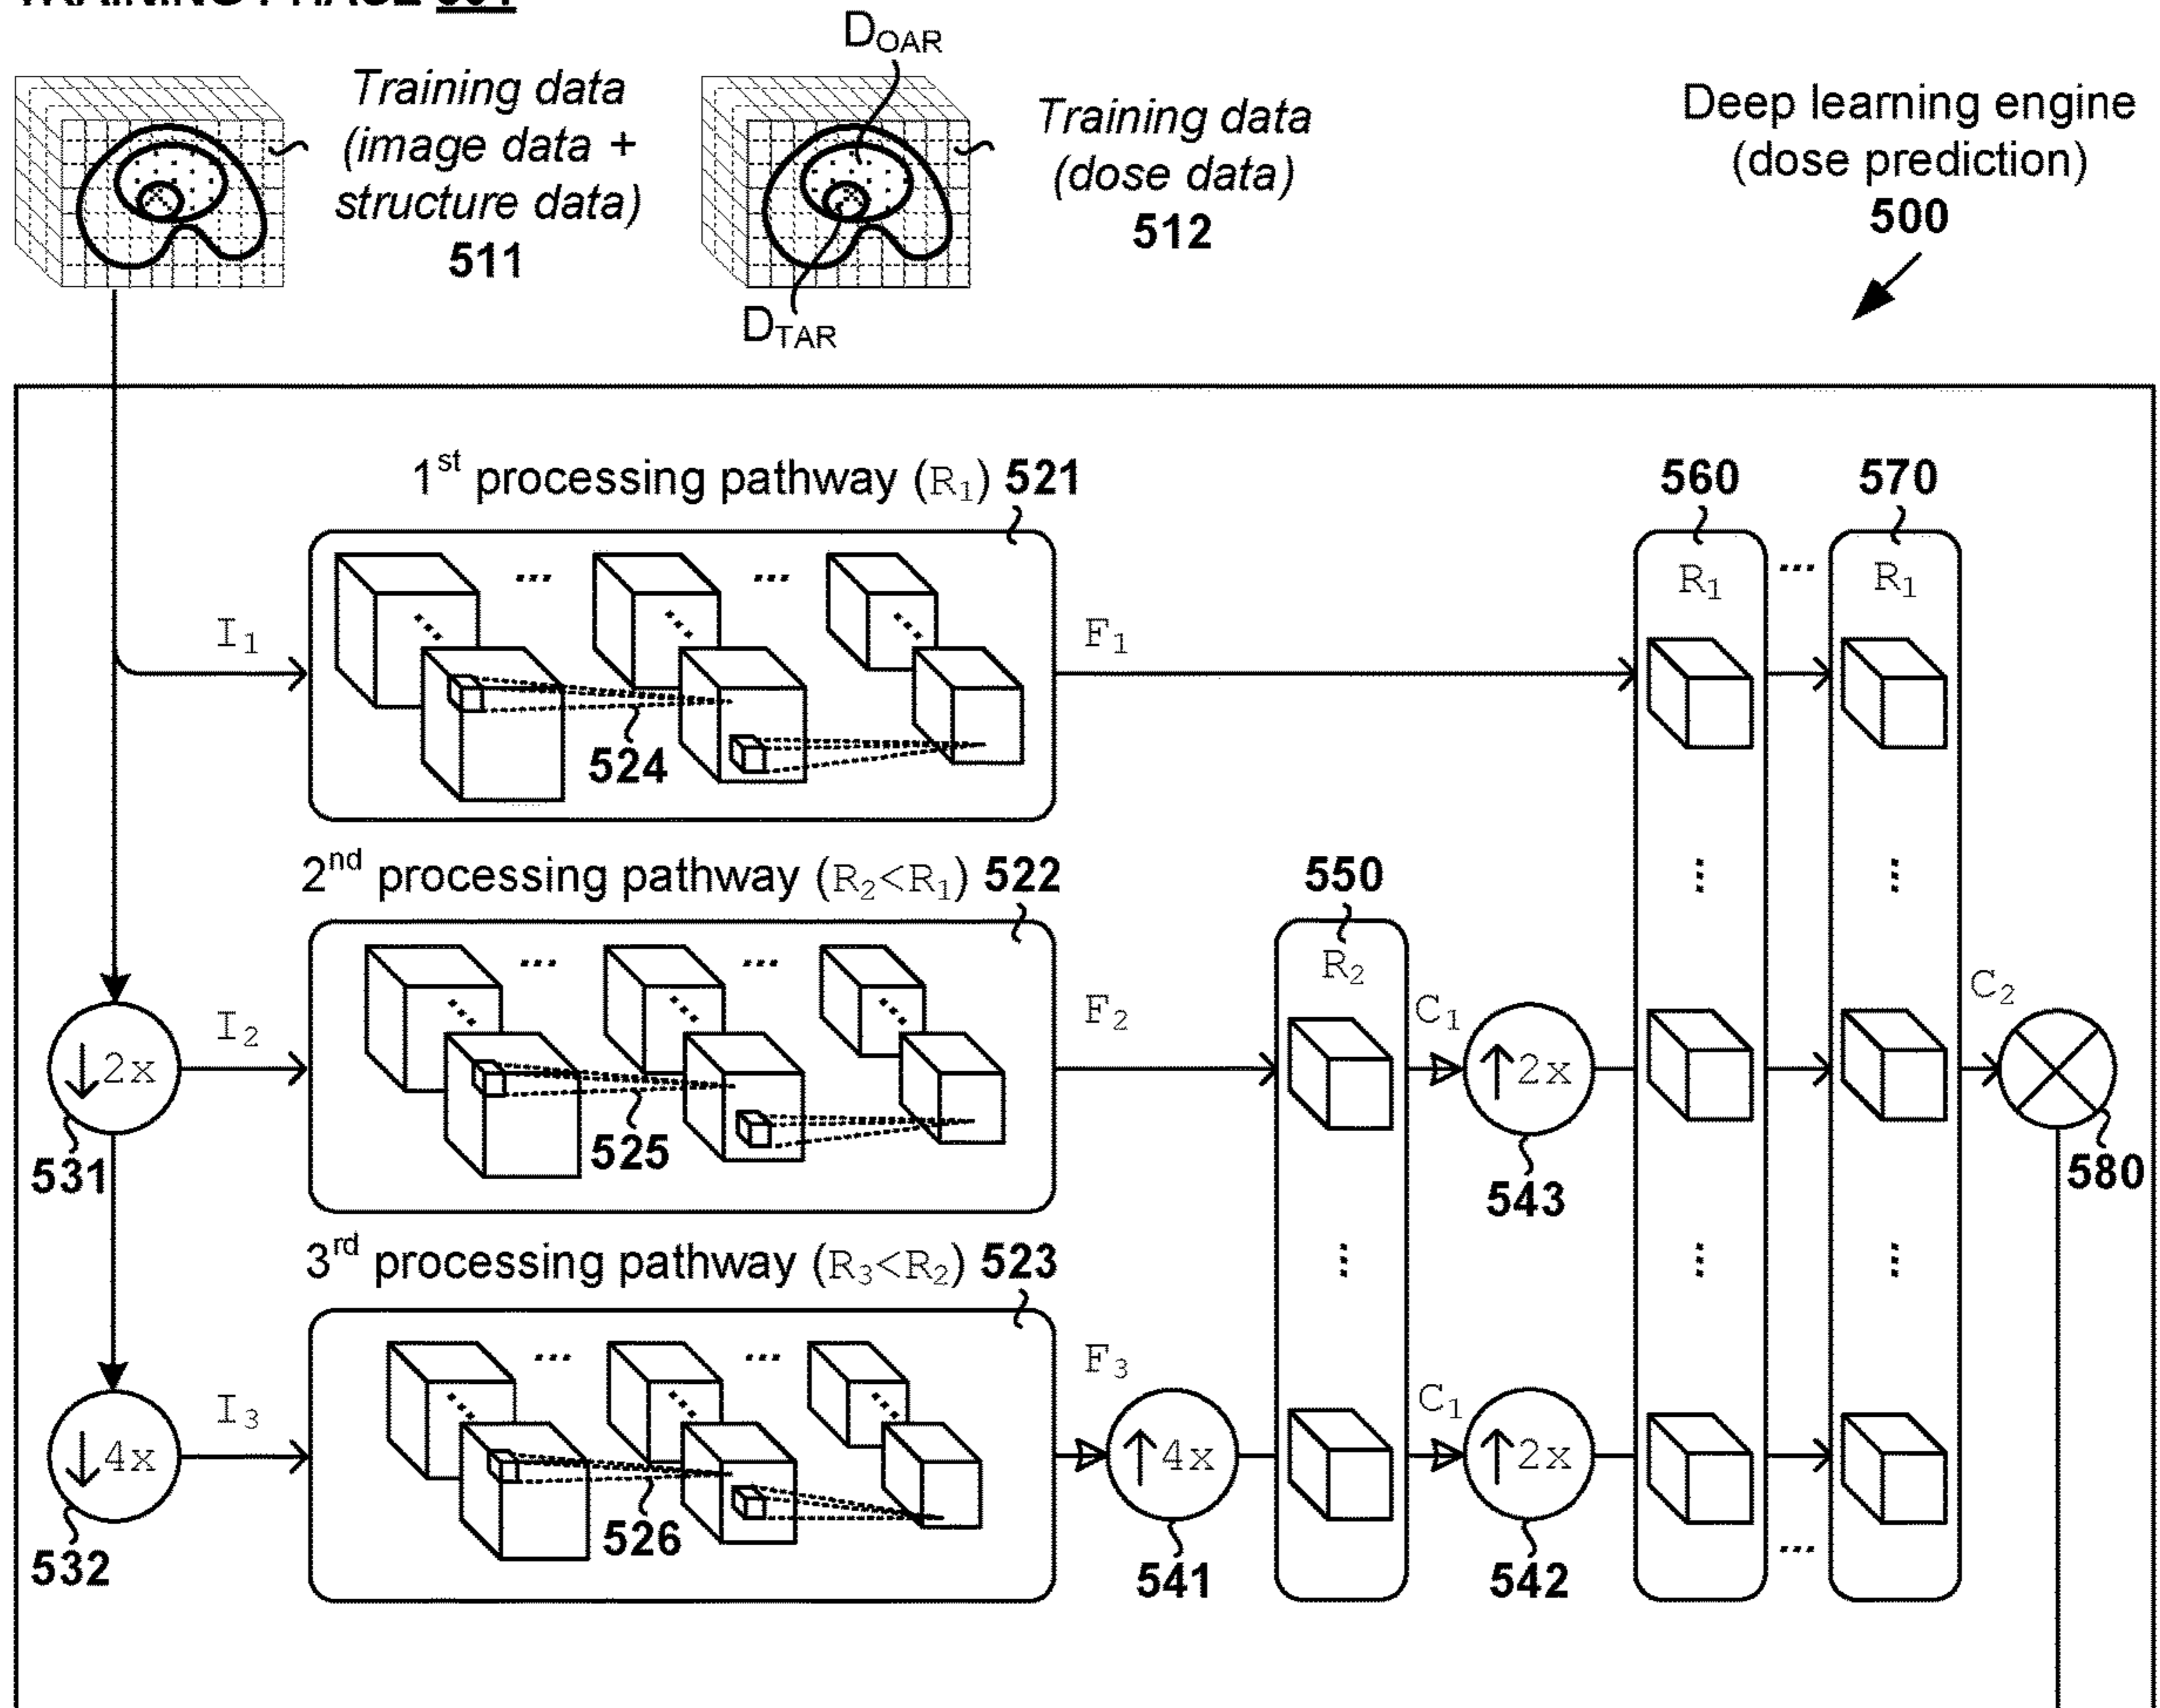 D_OAR
Training data
(image data +
structure data)
511
Training data
(dose data)
512
D_TAR
Deep learning engine
(dose prediction)
500
1st processing pathway (R₁) 521
560
570
R₁
...
R₁
...
...
I₁
F₁
524
2nd processing pathway (R₂<R₁) 522
550
R₂
...
...
↓2x
I₂
F₂
C₁
↑2x
C₂
525
531
543
580
3rd processing pathway (R₃<R₂) 523
...
...
↓4x
I₃
F₃
↑4x
C₁
↑2x
526
532
541
542
...